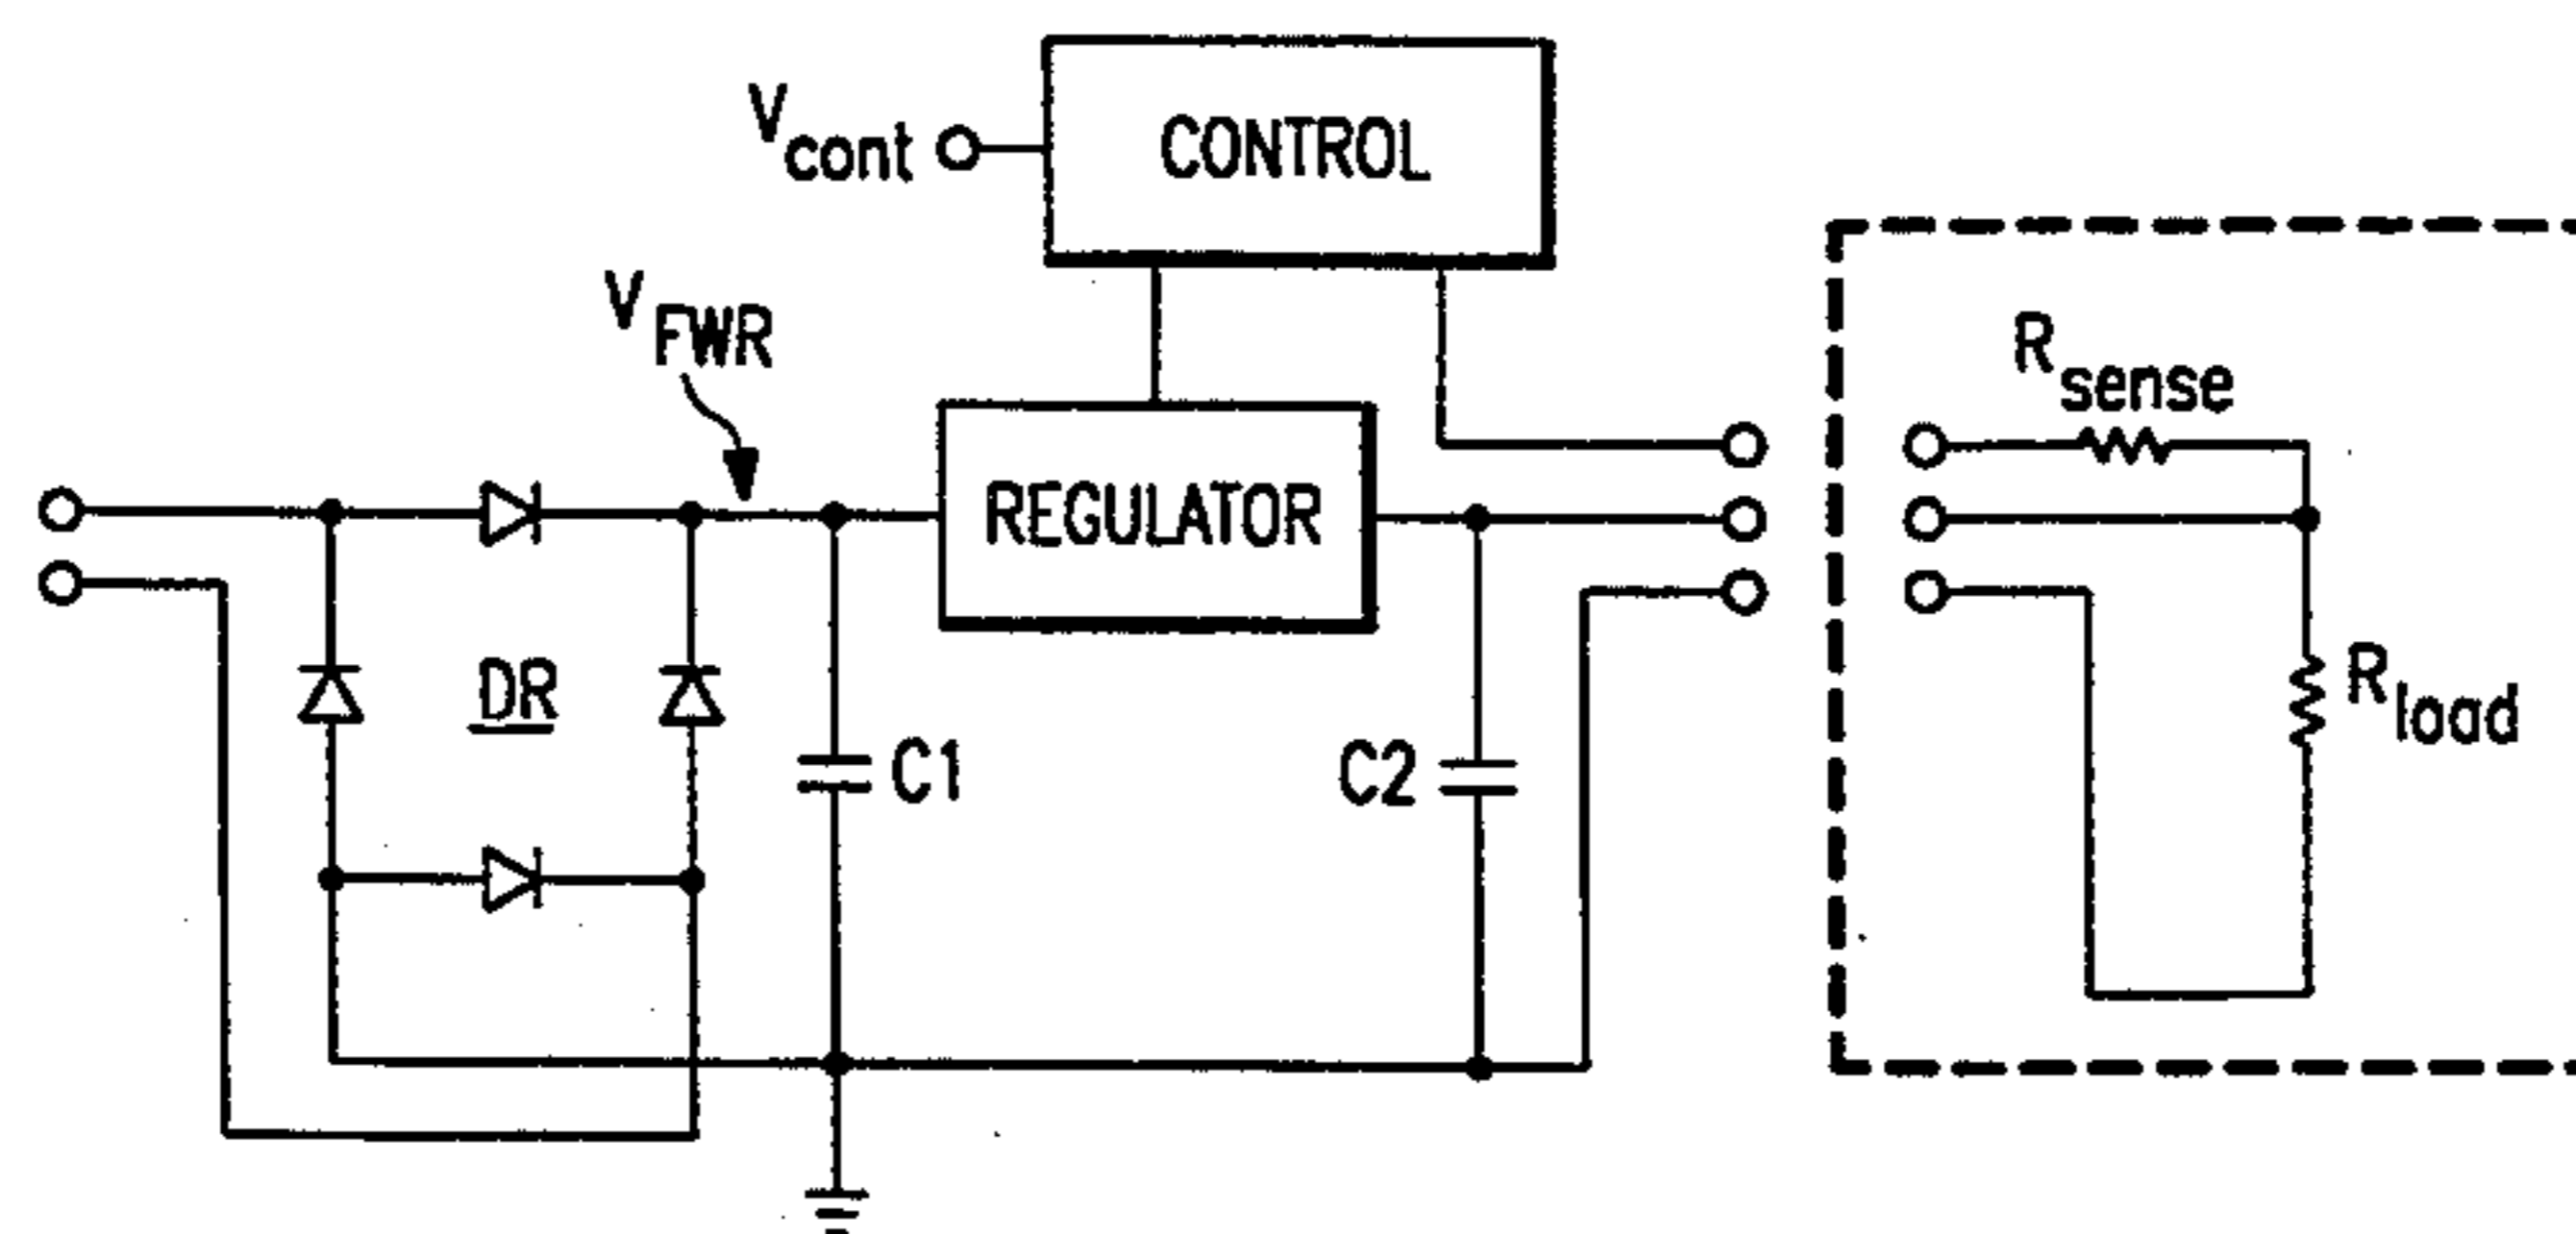 CONTROL
Vcont
VFWR
Rsense
REGULATOR
DR
Rload
C1
C2